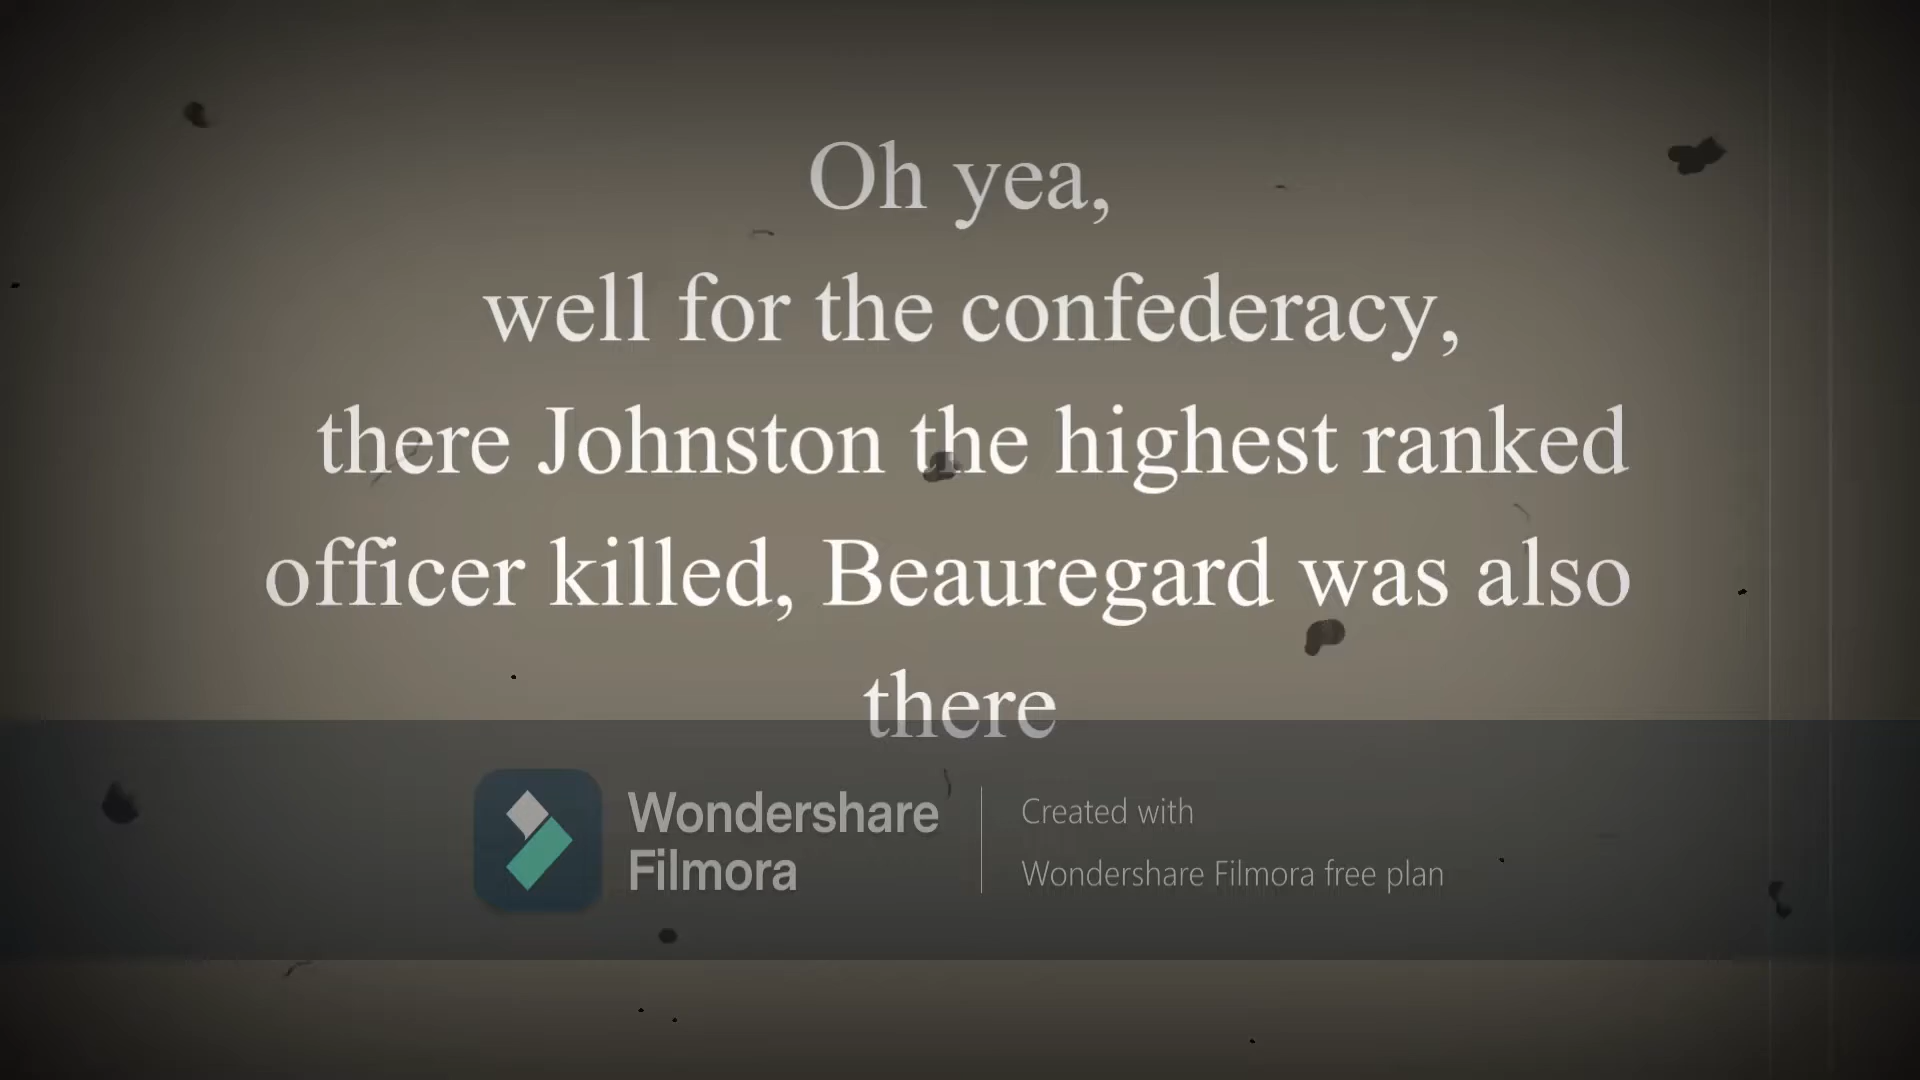 Oh yea,
well for the confederacy,
there Johnston the highest ranked
officer killed, Beauregard was also
there
Wondershare
Filmora
Created with
Wondershare Filmora free plan